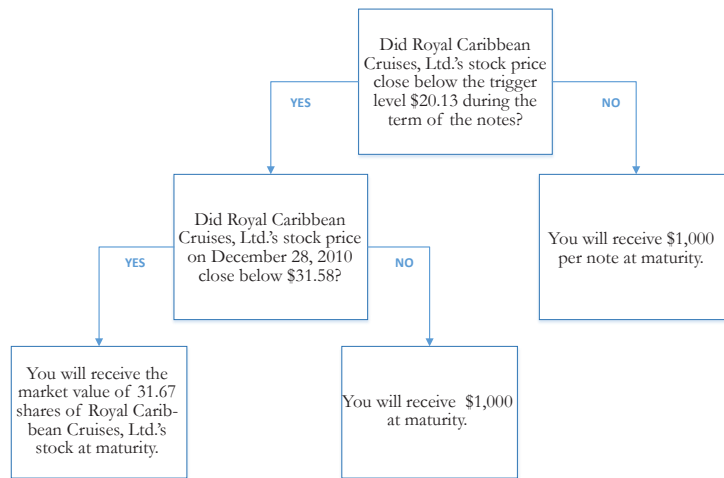 Did Royal Caribbean
Cruises, Ltd.'s stock price
close below the trigger
level $20.13 during the
term of the notes?
YES
NO
Did Royal Caribbean
Cruises, Ltd.'s stock price
on December 28, 2010
close below $31.58?
You will receive $1,000
per note at maturity.
YES
NO
You will receive the
market value of 31.67
shares of Royal Carib-
bean Cruises, Ltd.'s
stock at maturity.
You will receive $1,000
at maturity.